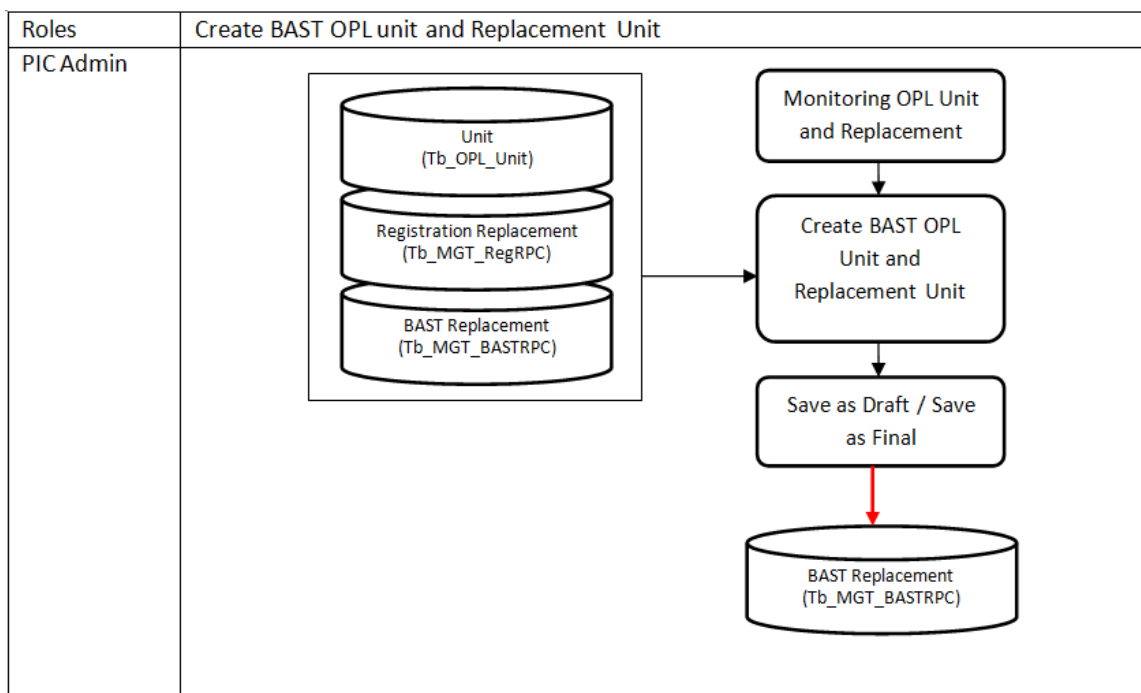 Roles
Create BAST OPL unit and Replacement Unit
PIC Admin
Unit
(Tb_OPL_Unit)
Registration Replacement
(Tb_MGT_RegRPC)
BAST Replacement
(Tb_MGT_BASTRPC)
Monitoring OPL Unit
and Replacement
Create BAST OPL
Unit and
Replacement Unit
Save as Draft / Save
as Final
BAST Replacement
(Tb_MGT_BASTRPC)